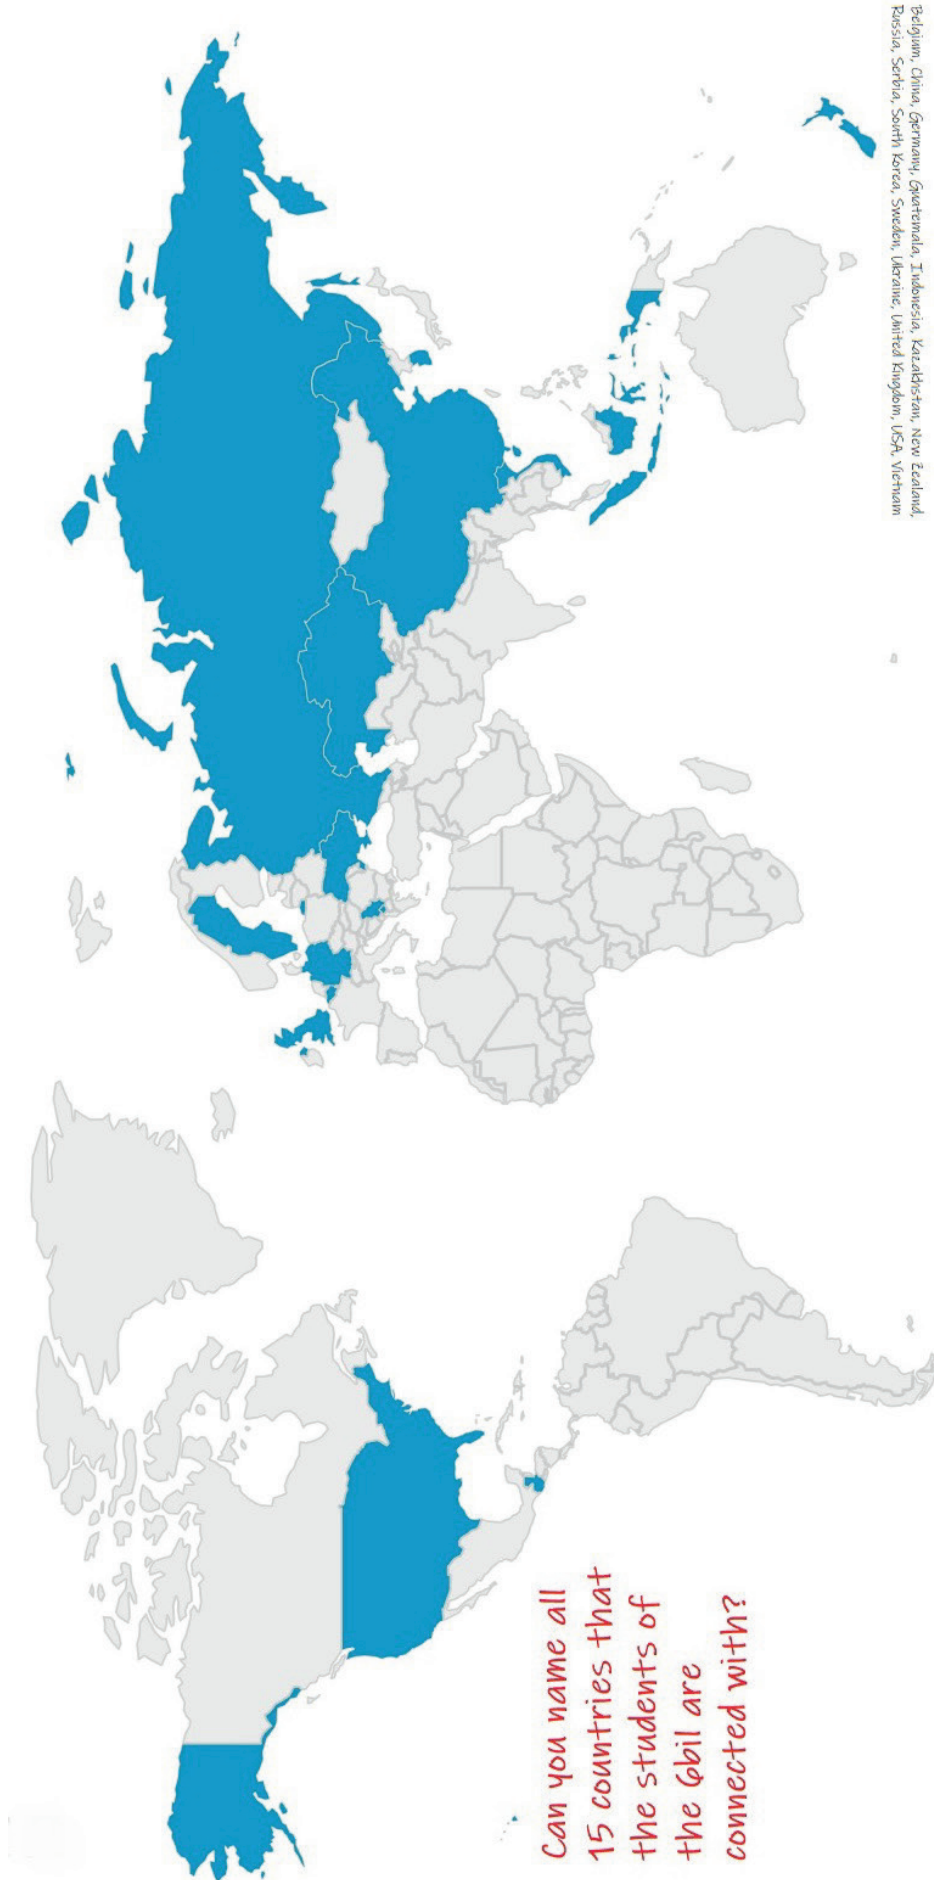 Can you name all
15 countries that
the students of
the 6bil are
connected with?
Belgium, China, Germany, Guatemala, Indonesia, Kazakhstan, New Zealand,
Russia, Serbia, South Korea, Sweden, Ukraine, United Kingdom, USA, Vietnam